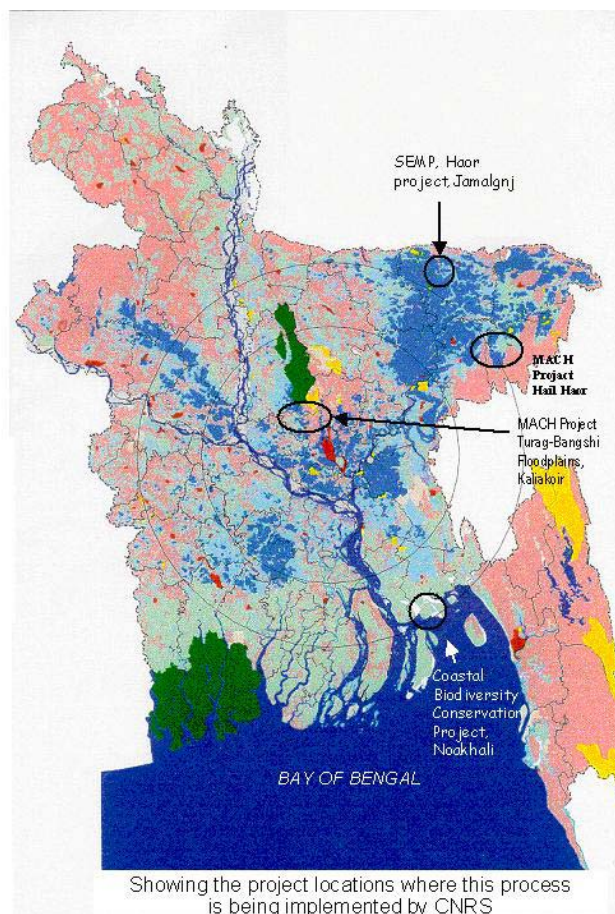 SEMP, Haor
project, Jamalgnj
MACH
Project
Hail Haor
MACH Project
Turag-Bangshi
Floodplains,
Kaliakoir
Coastal
Biodiversity
Conservation
Project,
Noakhali
BAY OF BENGAL
Showing the project locations where this process
is being implemented by CNRS